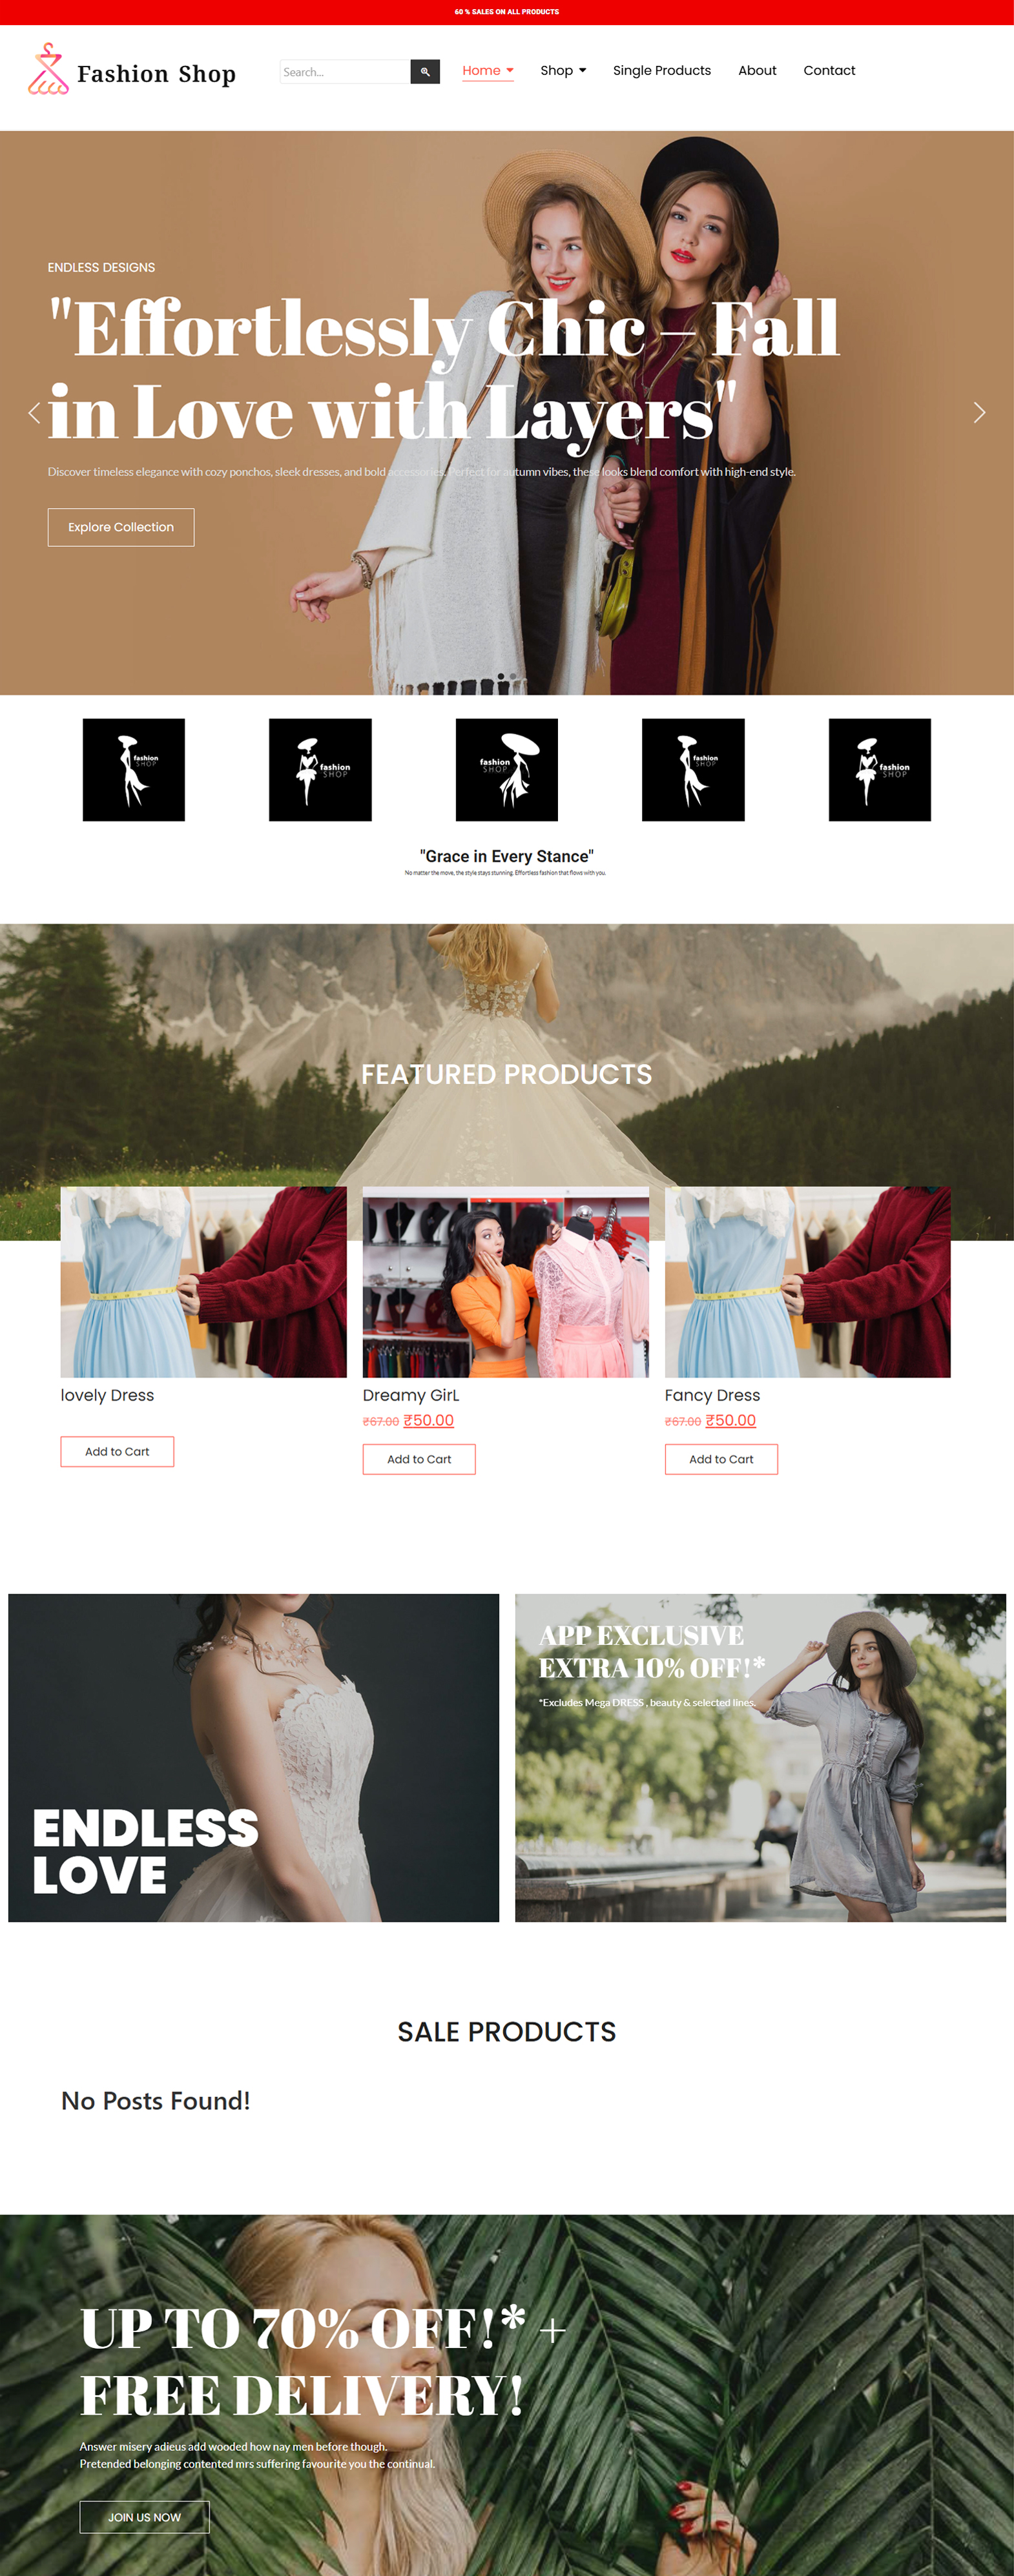 60 % SALES ON ALL PRODUCTS
Fashion Shop
Search...
Home
Shop
Single Products
About
Contact
ENDLESS DESIGNS
"Effortlessly Chic – Fall
in Love with Layers"
Discover timeless elegance with cozy ponchos, sleek dresses, and bold accessories. Perfect for autumn vibes, these looks blend comfort with high-end style.
Explore Collection
fashion
SHOP
fashion
SHOP
fashion
SHOP
fashion
SHOP
fashion
SHOP
"Grace in Every Stance"
No matter the move, the style stays stunning. Effortless fashion that flows with you.
FEATURED PRODUCTS
lovely Dress
Add to Cart
Dreamy GirL
₹67.00 ₹50.00
Add to Cart
Fancy Dress
₹67.00 ₹50.00
Add to Cart
ENDLESS
LOVE
APP EXCLUSIVE
EXTRA 10% OFF!*
*Excludes Mega DRESS , beauty & selected lines.
SALE PRODUCTS
No Posts Found!
UP TO 70% OFF!* +
FREE DELIVERY!
Answer misery adieus add wooded how nay men before though.
Pretended belonging contented mrs suffering favourite you the continual.
JOIN US NOW